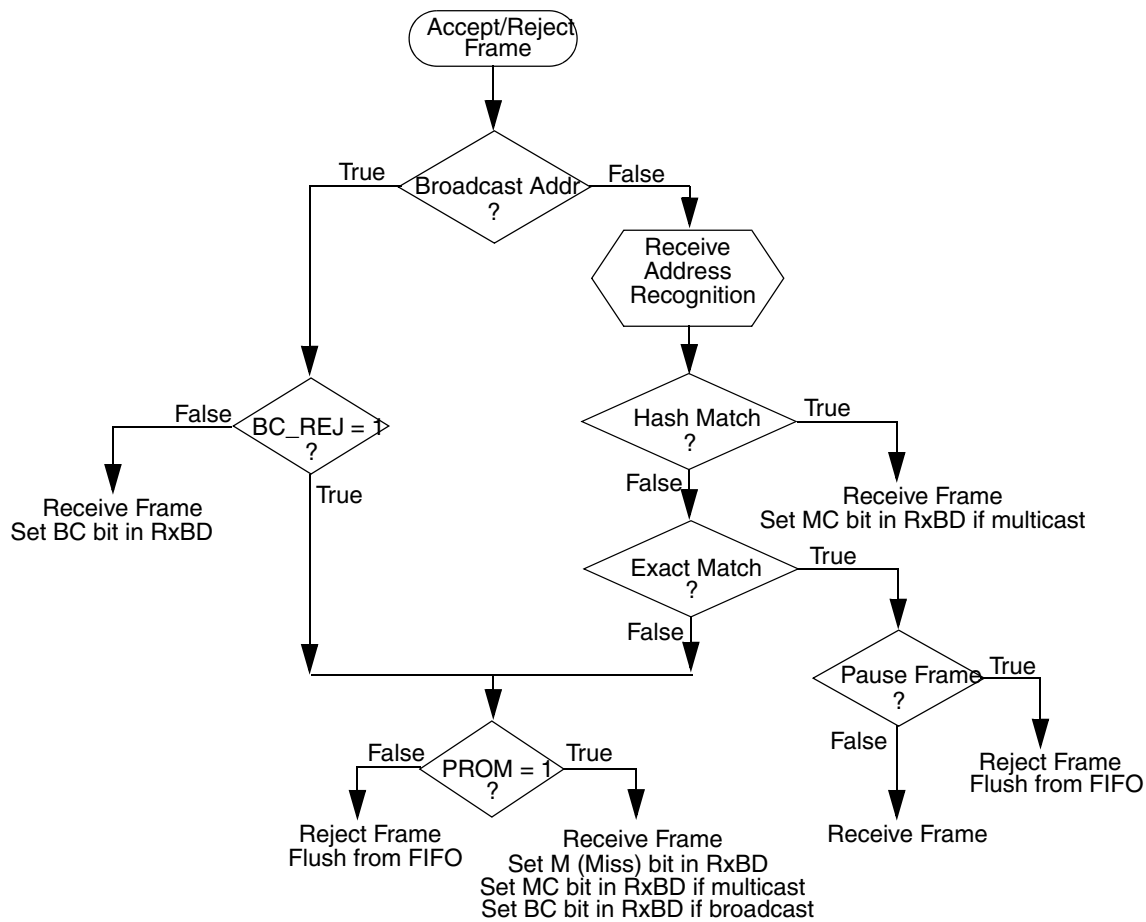 Accept/Reject
Frame
True
False
Broadcast Addr
?
Receive
Address
Recognition
False
BC_REJ = 1
?
True
Hash Match
?
True
False
Receive Frame
Set BC bit in RxBD
Receive Frame
Set MC bit in RxBD if multicast
Exact Match
?
True
False
Pause Frame
?
True
False
False
PROM = 1
?
True
Reject Frame
Flush from FIFO
Receive Frame
Reject Frame
Flush from FIFO
Receive Frame
Set M (Miss) bit in RxBD
Set MC bit in RxBD if multicast
Set BC bit in RxBD if broadcast